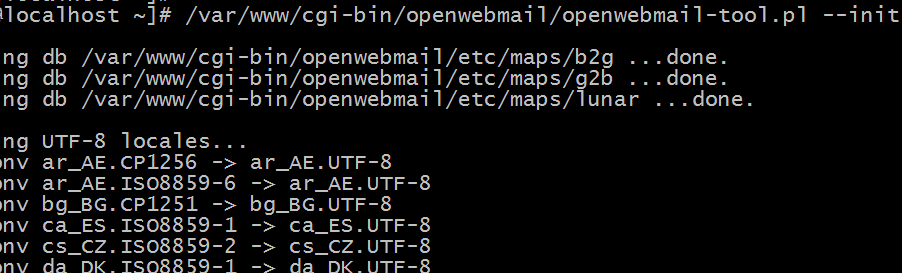 @localhost ~]# /var/www/cgi-bin/openwebmail/openwebmail-tool.pl --init
ng db /var/www/cgi-bin/openwebmail/etc/maps/b2g ...done.
ng db /var/www/cgi-bin/openwebmail/etc/maps/g2b ...done.
ng db /var/www/cgi-bin/openwebmail/etc/maps/lunar ...done.
ng UTF-8 locales...
onv ar_AE.CP1256 -> ar_AE.UTF-8
onv ar_AE.ISO8859-6 -> ar_AE.UTF-8
onv bg_BG.CP1251 -> bg_BG.UTF-8
onv ca_ES.ISO8859-1 -> ca_ES.UTF-8
onv cs_CZ.ISO8859-2 -> cs_CZ.UTF-8
onv da_DK.ISO8859-1 -> da_DK.UTF-8